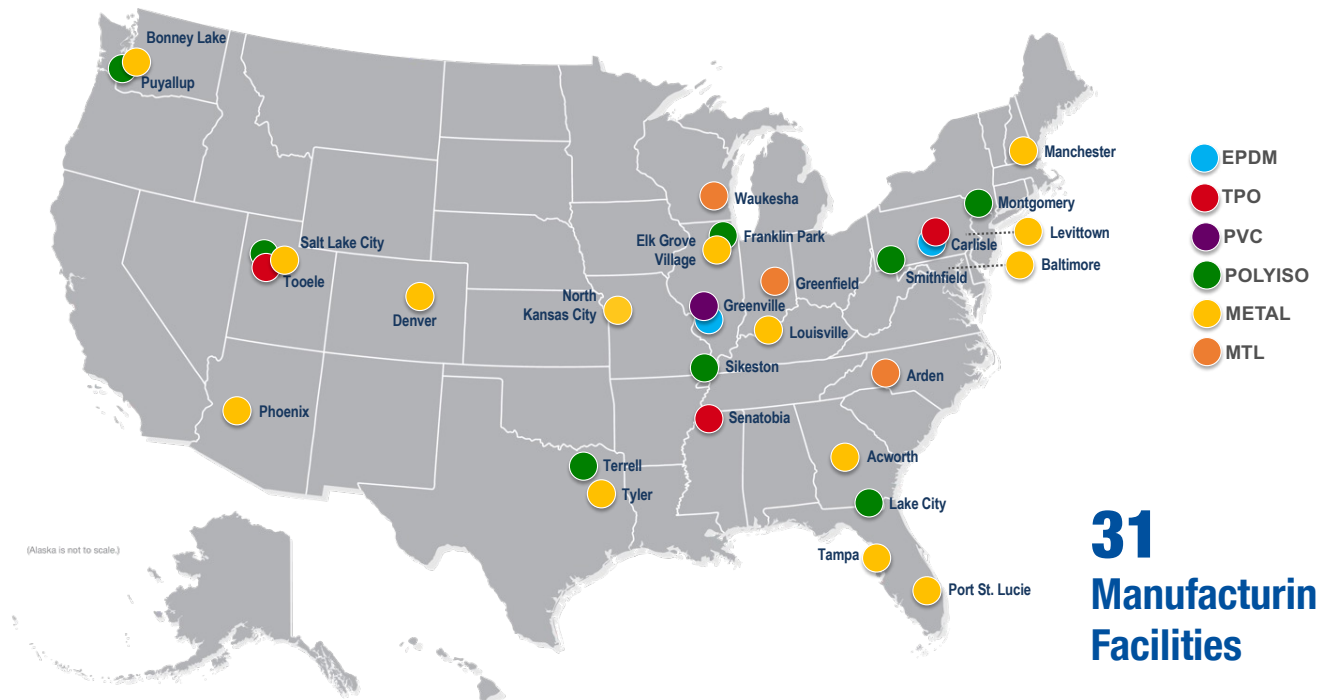 Bonney Lake
Puyallup
Manchester
EPDM
Waukesha
TPO
Montgomery
Elk Grove
Village
Franklin Park
Carlisle
Levittown
PVC
Salt Lake City
Tooele
Baltimore
Smithfield
POLYISO
Greenfield
North
Kansas City
Greenville
METAL
Denver
Louisville
MTL
Sikeston
Arden
Phoenix
Senatobia
Acworth
Terrell
Tyler
Lake City
(Alaska is not to scale.)
Tampa
Port St. Lucie
31
Manufacturin
Facilities